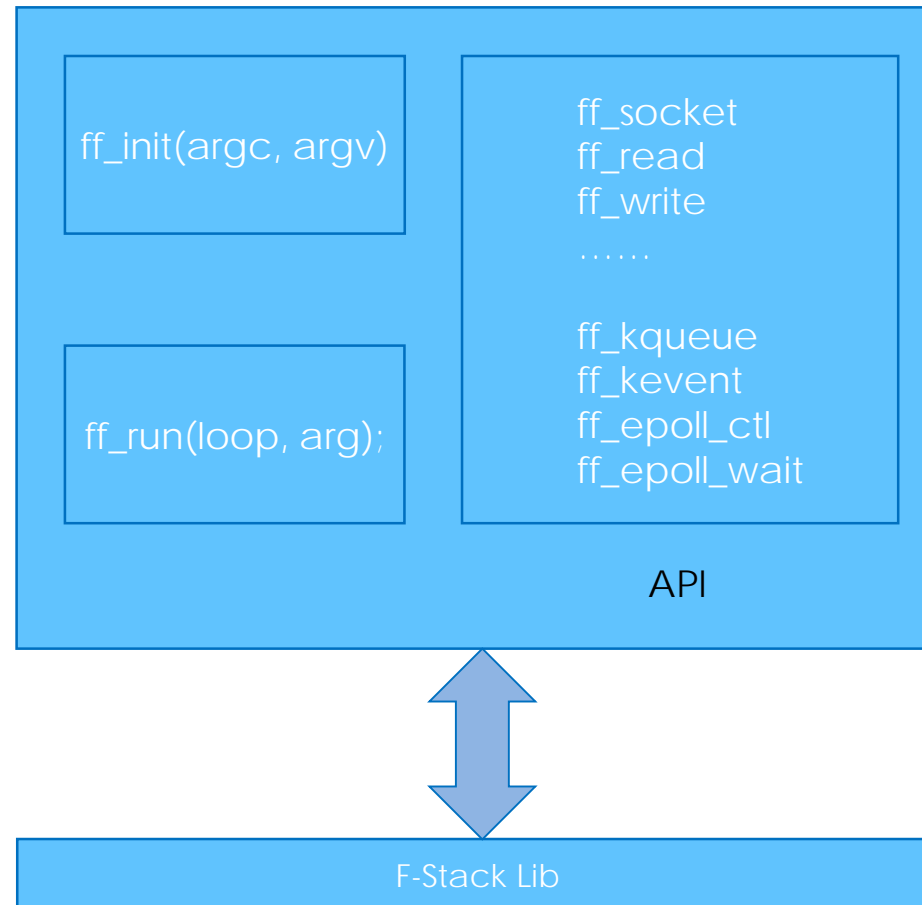 ff_init(argc, argv)
ff_run(loop, arg);
ff_socket
ff_read
ff_write
……
ff_kqueue
ff_kevent
ff_epoll_ctl
ff_epoll_wait
API
F-Stack Lib